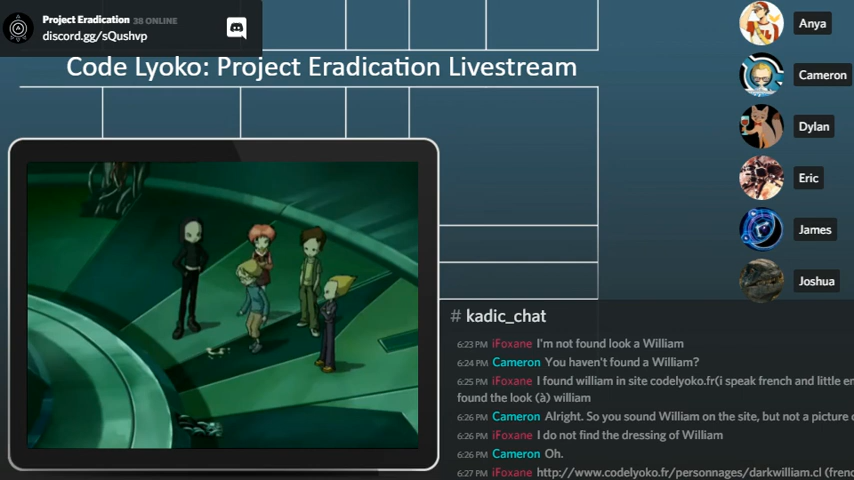 Project Eradication 38 ONLINE
discord.gg/sQushvp
Code Lyoko: Project Eradication Livestream
Anya
Cameron
Dylan
Eric
James
Joshua
# kadic_chat
6:23 PM iFoxane I'm not found look a William
6:24 PM Cameron You haven't found a William?
6:25 PM iFoxane I found william in site codelyoko.fr(i speak french and little en
found the look (à) william
6:26 PM Cameron Alright. So you sound William on the site, but not a picture
6:26 PM iFoxane I do not find the dressing of William
6:26 PM Cameron Oh.
6:27 PM iFoxane http://www.codelyoko.fr/personnages/darkwilliam.cl (frenc